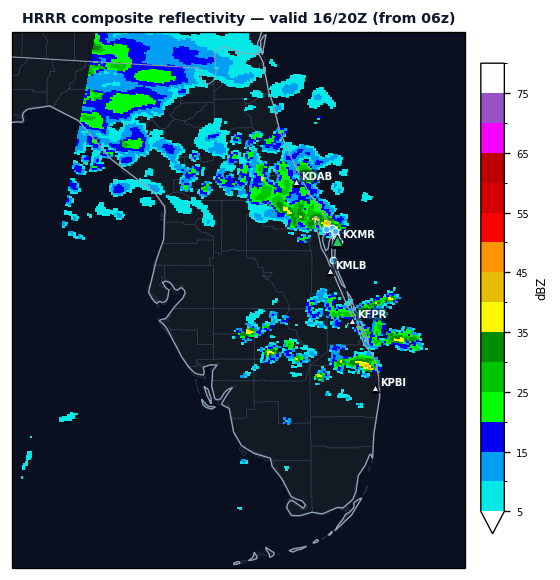 HRRR composite reflectivity — valid 16/20Z (from 06z)
KDAB
KXMR
KMLB
KFPR
KPBI
75
65
55
45
35
25
15
5
dBZ